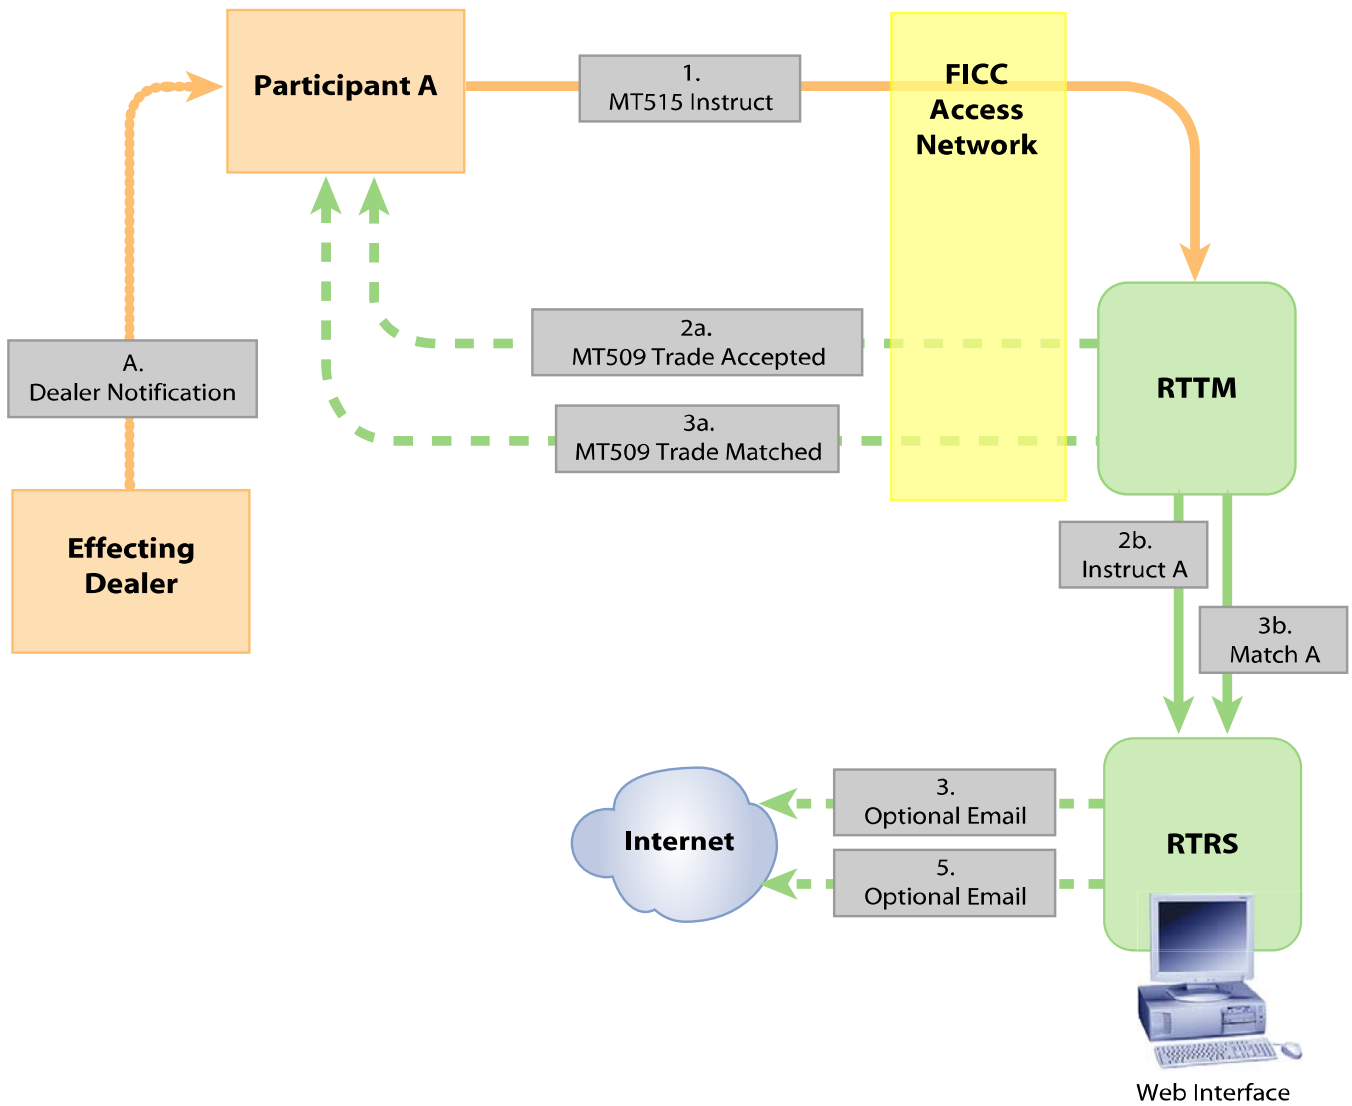 Participant A
1.
MT515 Instruct
FICC
Access
Network
2a.
MT509 Trade Accepted
A.
Dealer Notification
RTTM
3a.
MT509 Trade Matched
Effecting
Dealer
2b.
Instruct A
3b.
Match A
3.
Optional Email
Internet
RTRS
5.
Optional Email
Web Interface